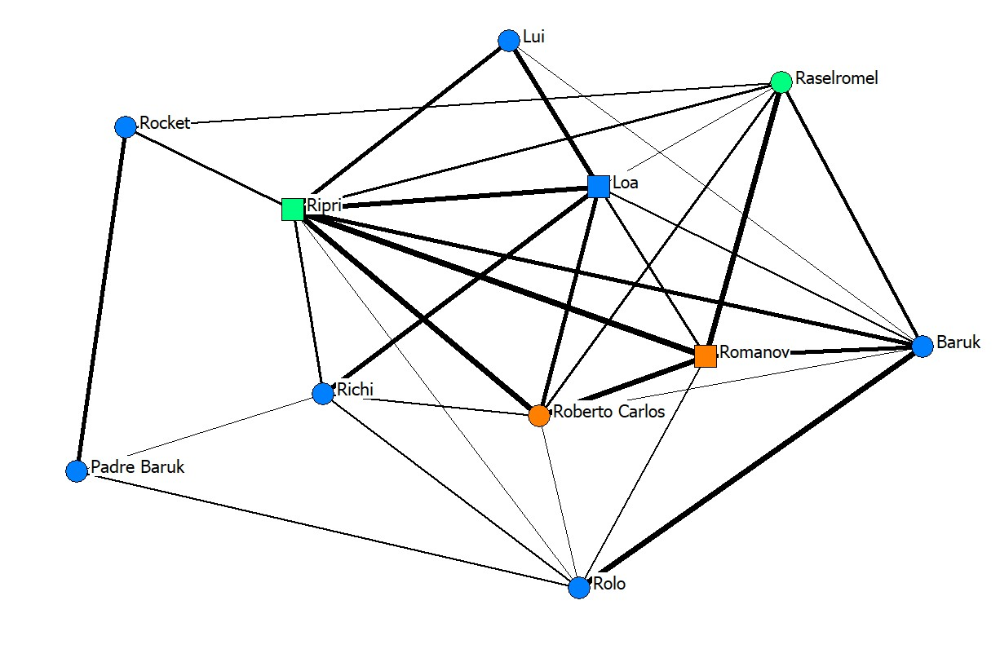 Lui
Raselromel
Rocket
Loa
Ripri
Baruk
Romanov
Richi
Roberto Carlos
Padre Baruk
Rolo